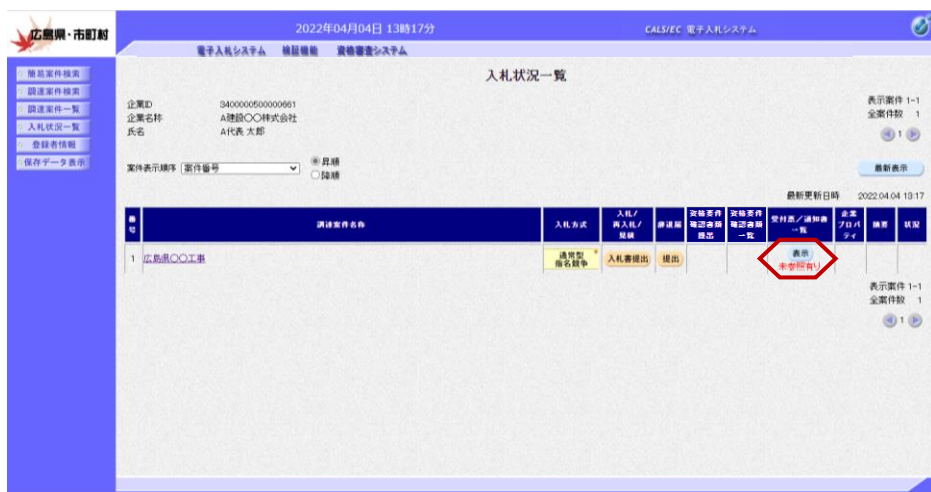 広島県・市町村
2022年04月04日 13時17分
CALS/EC 電子入札システム
電子入札システム 検証機能 資格審査システム
簡易案件検索
調達案件検索
調達案件一覧
入札状況一覧
登録者情報
保存データ表示
入札状況一覧
企業ID 3400000500000661
企業名称 A建設〇〇株式会社
氏名 A代表 太郎
表示案件 1-1
全案件数 1
1
案件表示順序 案件番号
昇順
降順
最新表示
最新更新日時 2022.04.04 13:17
番号 調達案件名称 入札方式 入札/再入札/見積 辞退届 資格要件確認書類提出 資格要件確認書類一覧 受付票/通知書一覧 企業プロパティ 摘要 状況
1 広島県〇〇工事 通常型指名競争 * 入札書提出 提出 表示
未参照有り
表示案件 1-1
全案件数 1
1